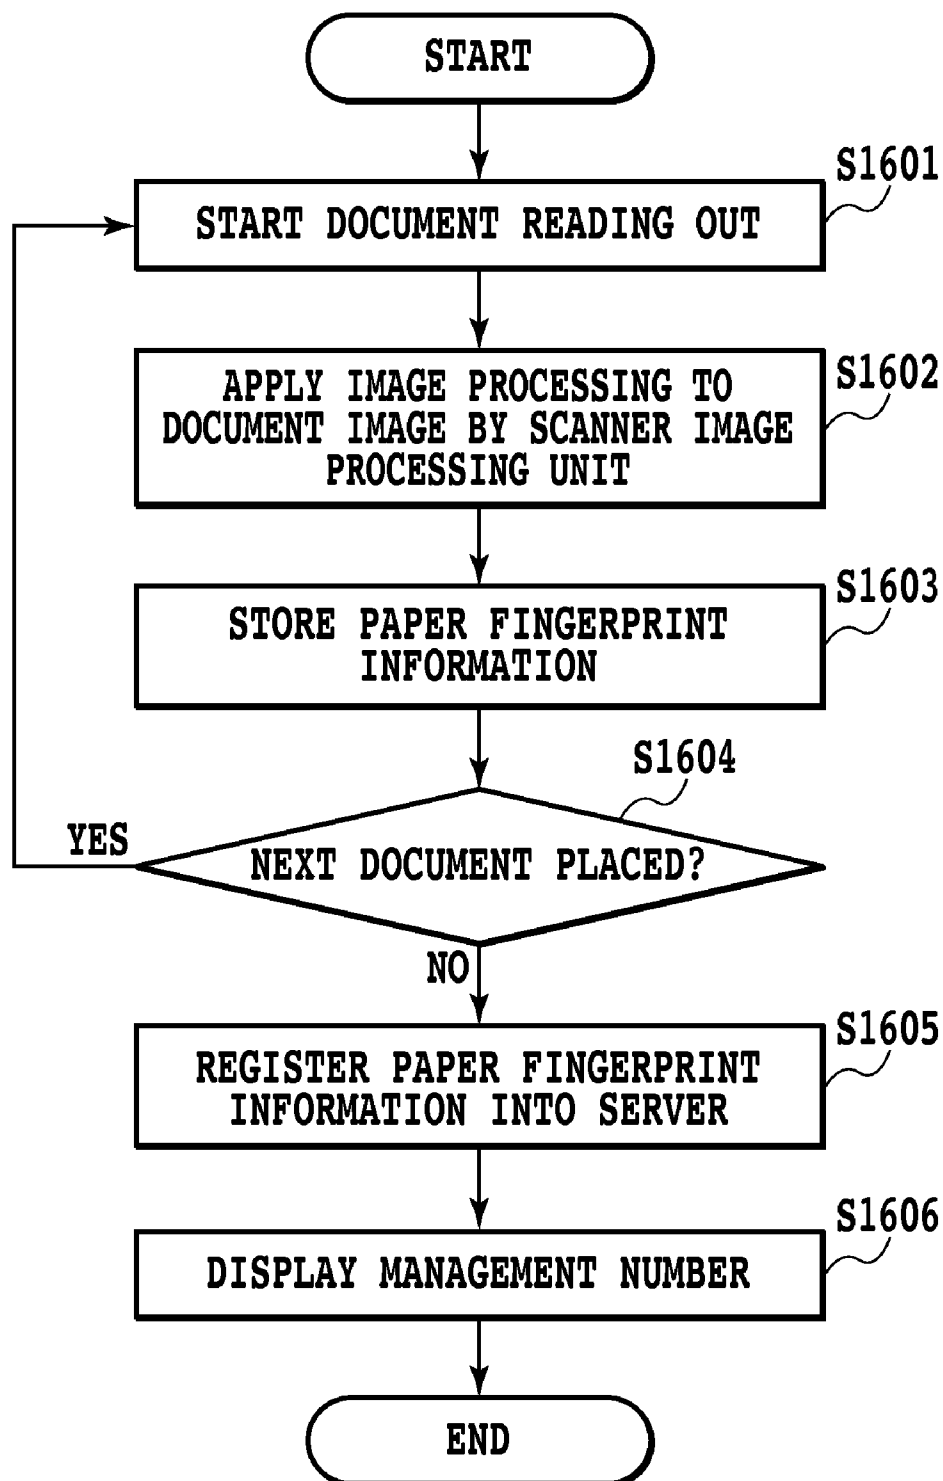 START
S1601
START DOCUMENT READING OUT
S1602
APPLY IMAGE PROCESSING TO
DOCUMENT IMAGE BY SCANNER IMAGE
PROCESSING UNIT
S1603
STORE PAPER FINGERPRINT
INFORMATION
S1604
YES
NEXT DOCUMENT PLACED?
NO
S1605
REGISTER PAPER FINGERPRINT
INFORMATION INTO SERVER
S1606
DISPLAY MANAGEMENT NUMBER
END